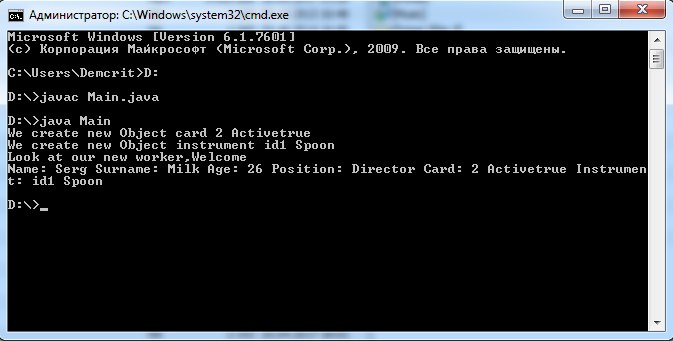 Администратор: C:\Windows\system32\cmd.exe
Microsoft Windows [Version 6.1.7601]
(c) Корпорация Майкрософт (Microsoft Corp.), 2009. Все права защищены.
C:\Users\Demcrit>D:
D:\>javac Main.java
D:\>java Main
We create new Object card 2 Activetrue
We create new Object instrument id1 Spoon
Look at our new worker,Welcome
Name: Serg Surname: Milk Age: 26 Position: Director Card: 2 Activetrue Instrumen
t: id1 Spoon
D:\>_